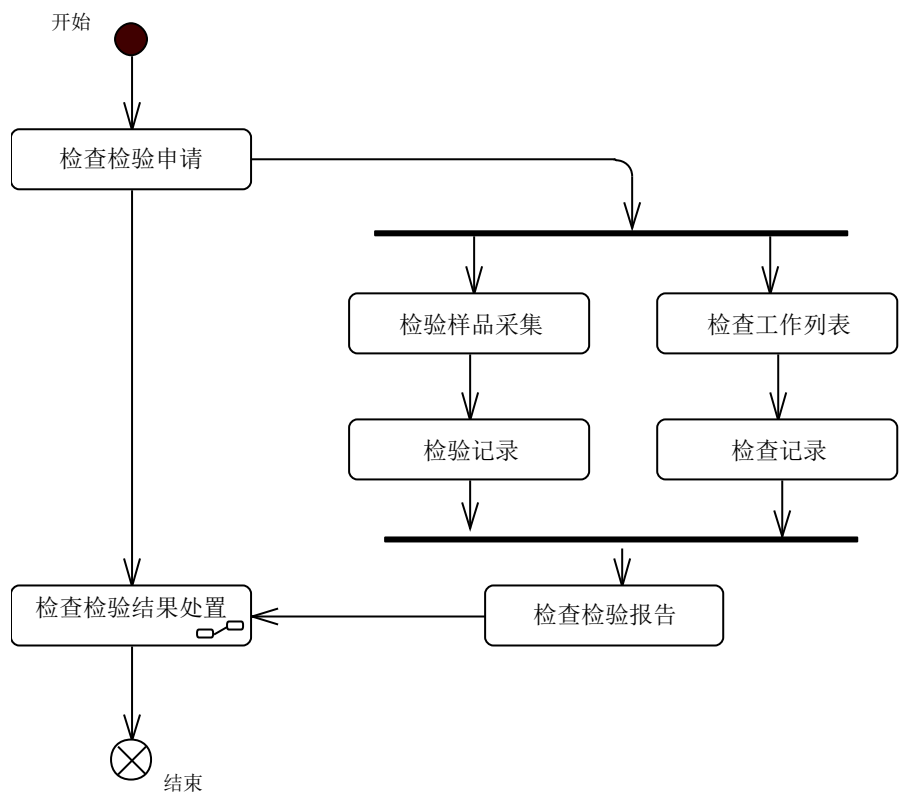 开始
检查检验申请
检验样品采集
检查工作列表
检验记录
检查记录
检查检验结果处置
检查检验报告
结束